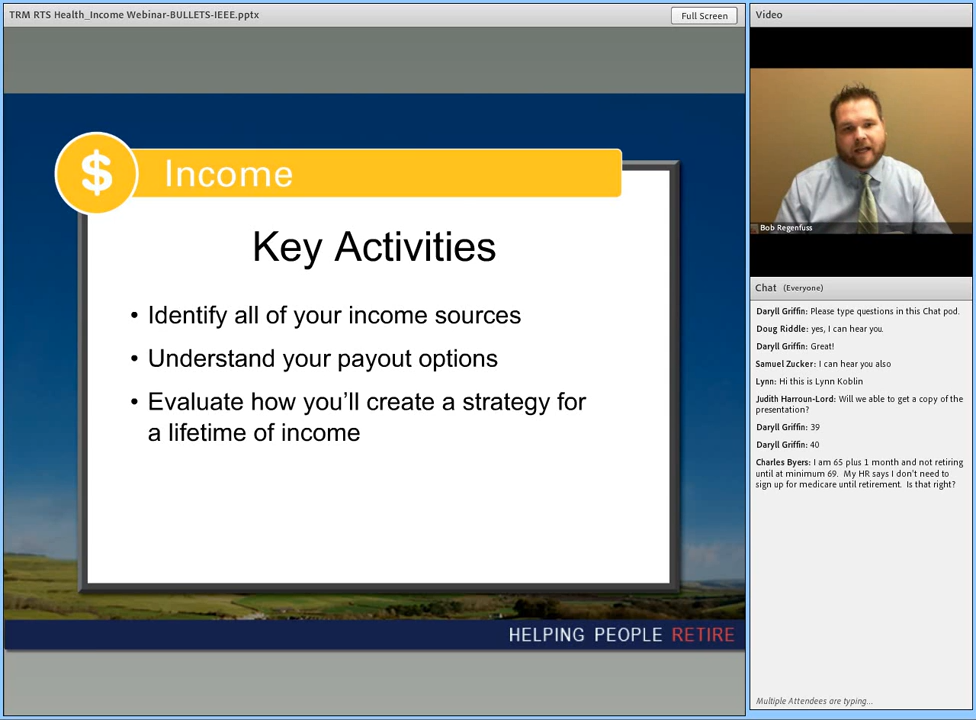 TRM RTS Health_Income Webinar-BULLETS-IEEE.pptx
Full Screen
$ Income
Key Activities
• Identify all of your income sources
• Understand your payout options
• Evaluate how you’ll create a strategy for
a lifetime of income
HELPING PEOPLE RETIRE
Video
Bob Regenfuss
Chat (Everyone)
Daryll Griffin: Please type questions in this Chat pod.
Doug Riddle: yes, I can hear you.
Daryll Griffin: Great!
Samuel Zucker: I can hear you also
Lynn: Hi this is Lynn Koblin
Judith Harroun-Lord: Will we able to get a copy of the
presentation?
Daryll Griffin: 39
Daryll Griffin: 40
Charles Byers: I am 65 plus 1 month and not retiring
until at minimum 69.  My HR says I don't need to
sign up for medicare until retirement.  Is that right?
Multiple Attendees are typing...